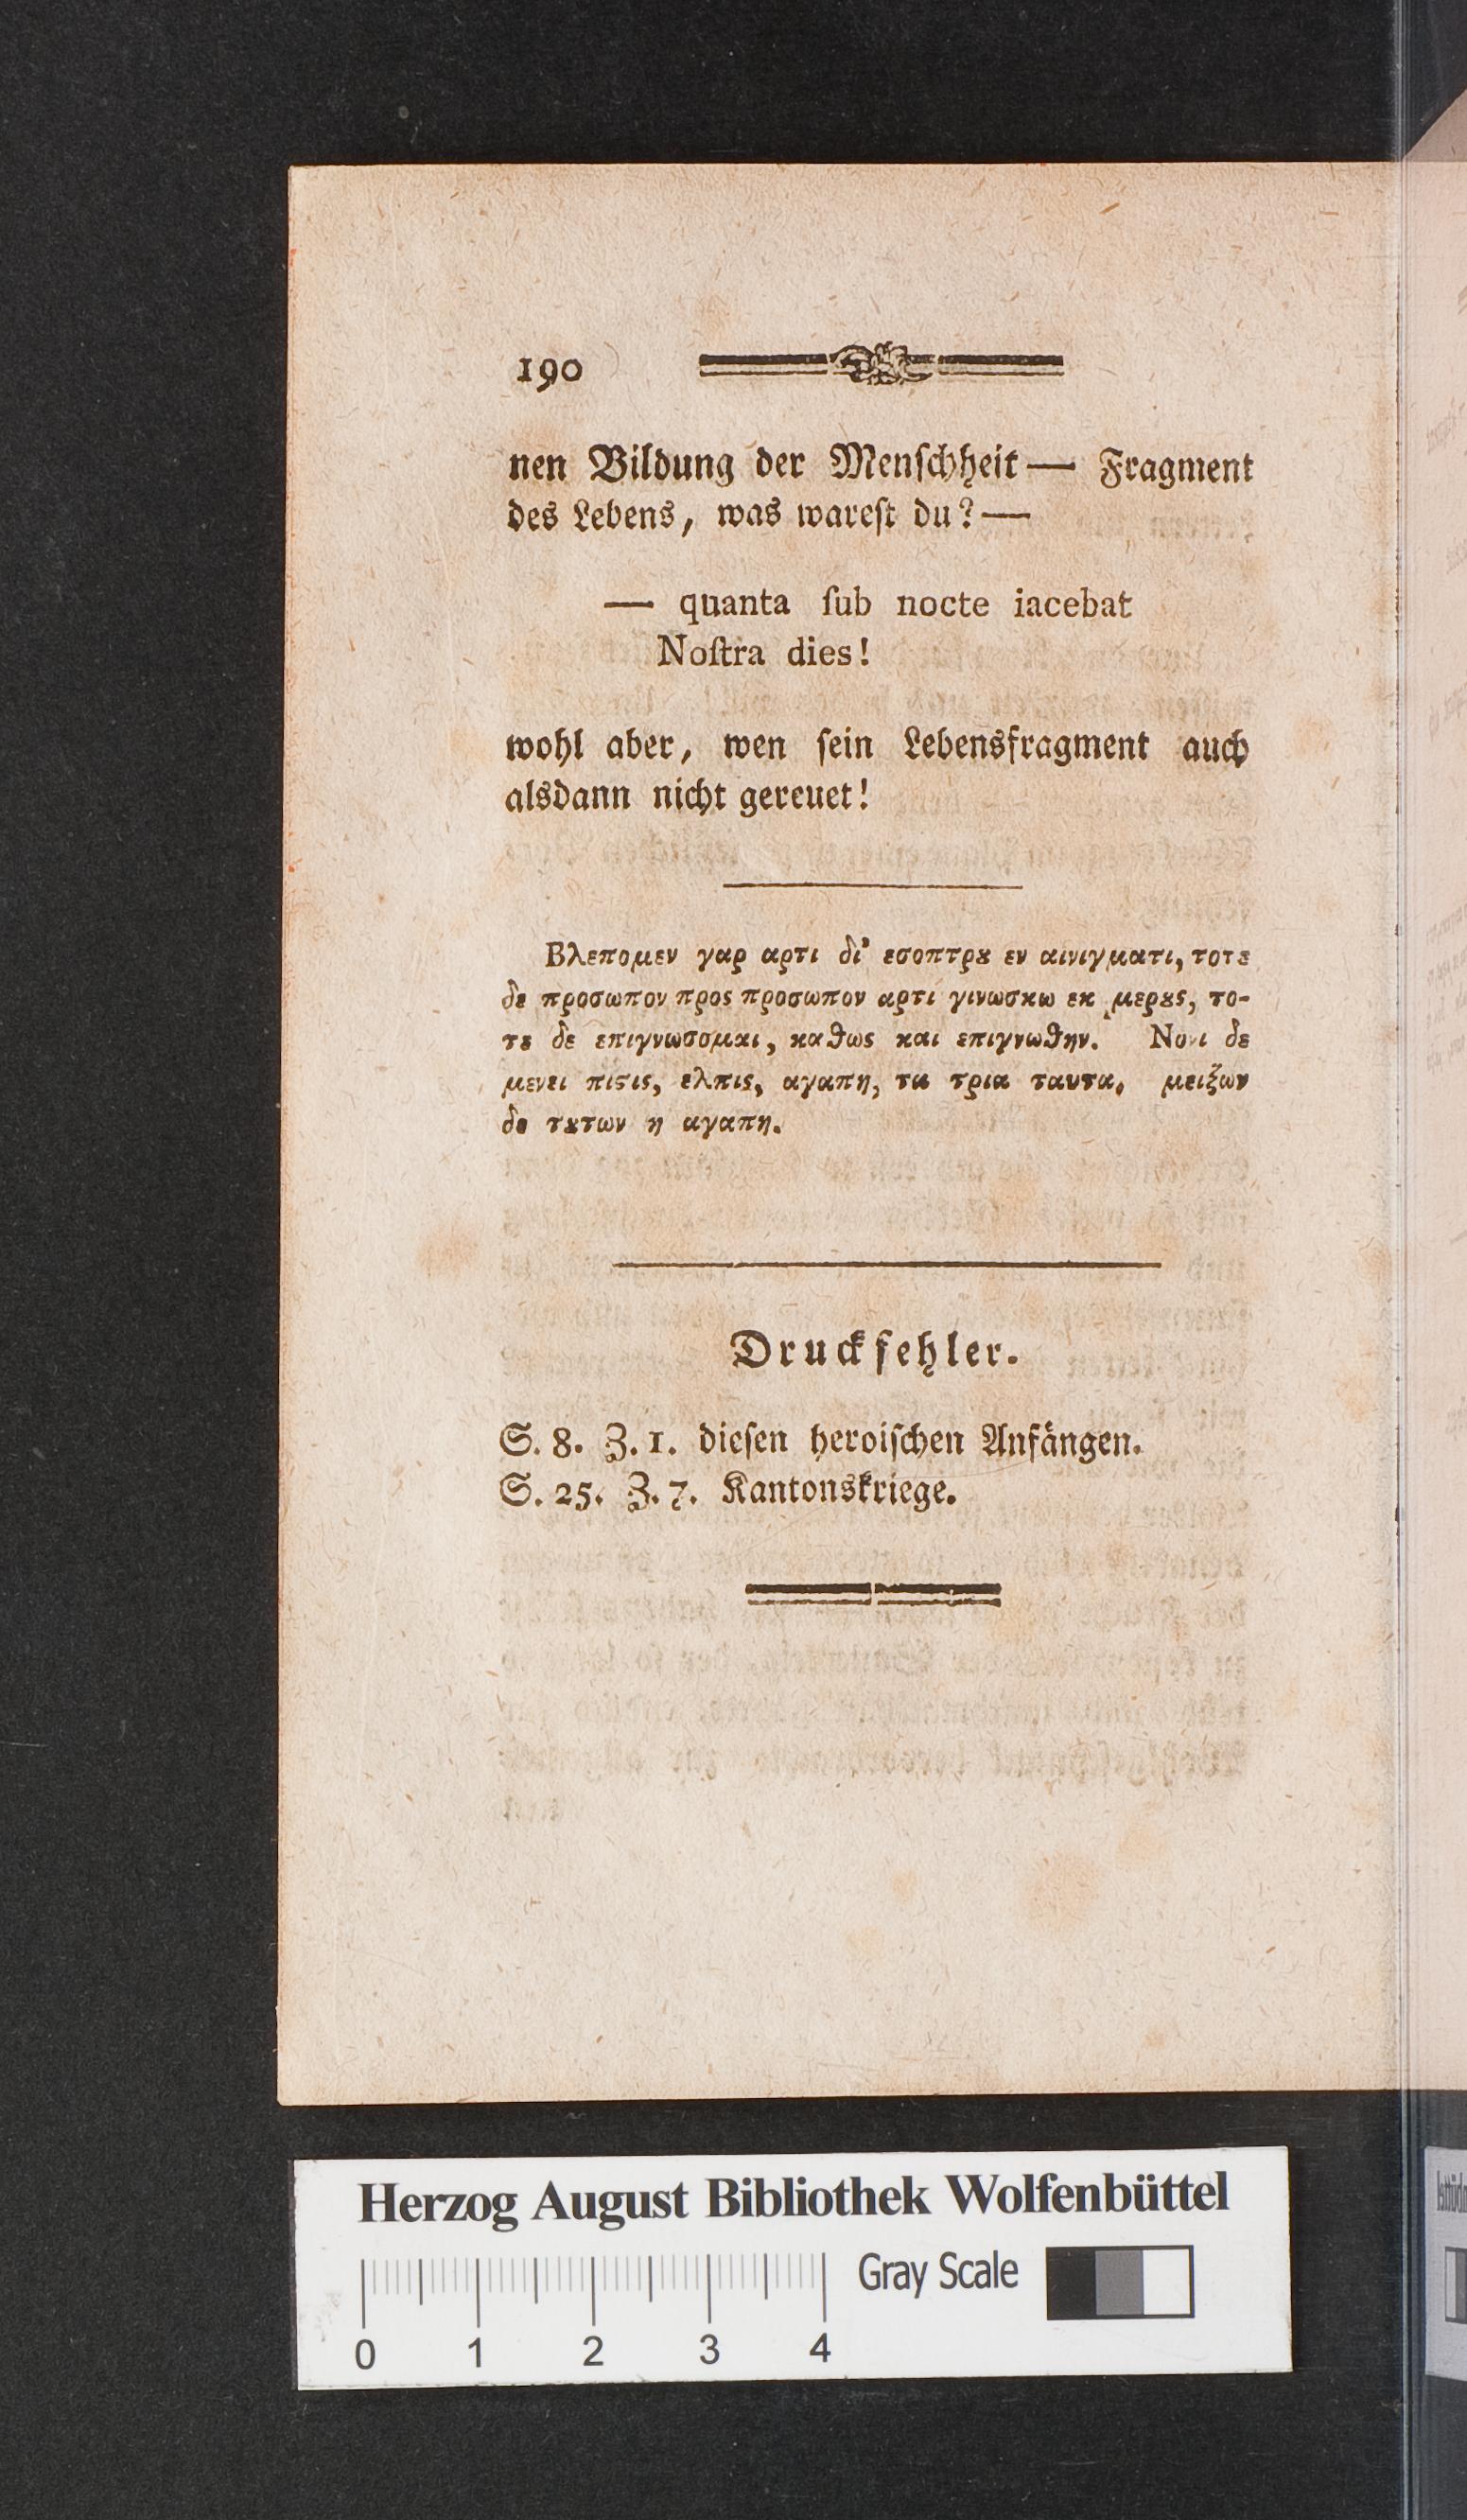 190
nen Bildung der Menſchheit — Fragment
des Lebens, was wareſt du? —
— quanta ſub nocte iacebat
Noſtra dies!
wohl aber, wen ſein Lebensfragment auch
alsdann nicht gereuet!
Βλεπομεν γαρ αρτι δι' εσοπτρȣ εν αινιγματι, τοτε
δε προσωπον προς προσωπον αρτι γινωσκω εκ μερȣς, το-
τε δε επιγνωσομαι, καθως και επιγνωθην. Νυνι δε
μενει πιϛις, ελπις, αγαπη, τα τρια ταυτα, μειζων
δε τȣτων η αγαπη.
Druckfehler.
S. 8. Z. 1. dieſen heroiſchen Anfängen.
S. 25. Z. 7. Kantonskriege.
Herzog August Bibliothek Wolfenbüttel
Gray Scale
0 1 2 3 4